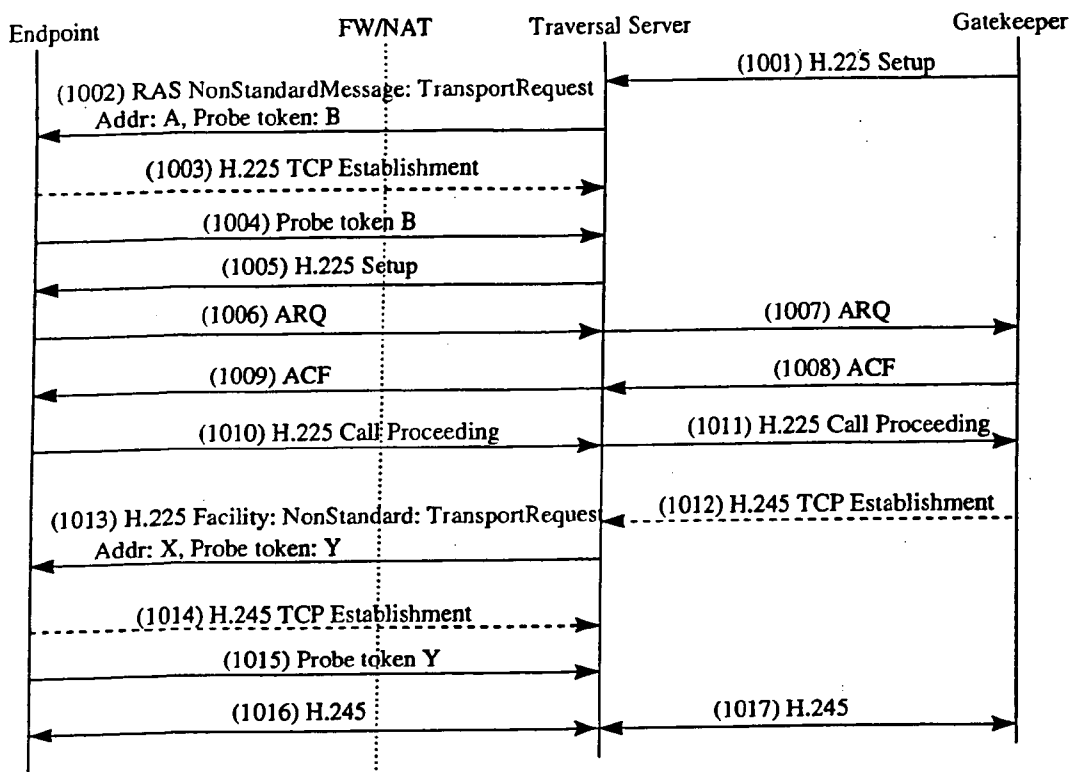 Endpoint FW/NAT Traversal Server Gatekeeper
(1001) H.225 Setup
(1002) RAS NonStandardMessage: TransportRequest
Addr: A, Probe token: B
(1003) H.225 TCP Establishment
(1004) Probe token B
(1005) H.225 Setup
(1006) ARQ (1007) ARQ
(1009) ACF (1008) ACF
(1010) H.225 Call Proceeding (1011) H.225 Call Proceeding
(1012) H.245 TCP Establishment
(1013) H.225 Facility: NonStandard: TransportRequest
Addr: X, Probe token: Y
(1014) H.245 TCP Establishment
(1015) Probe token Y
(1016) H.245 (1017) H.245